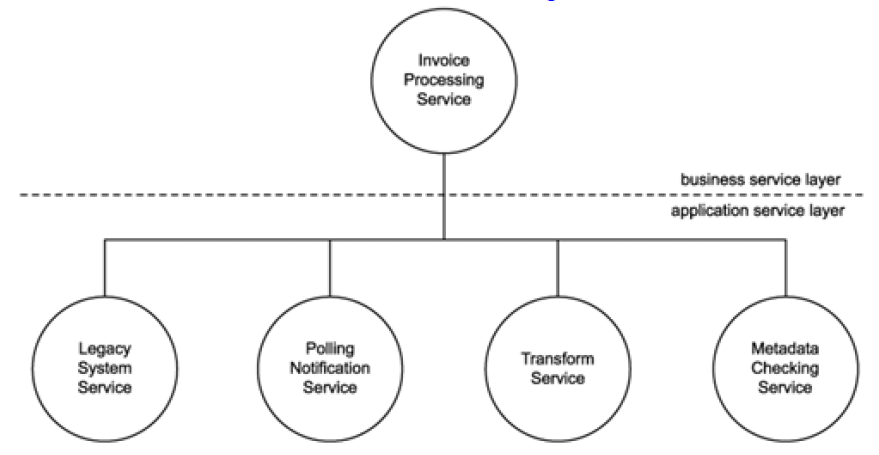 Invoice
Processing
Service
business service layer
application service layer
Legacy
System
Service
Polling
Notification
Service
Transform
Service
Metadata
Checking
Service